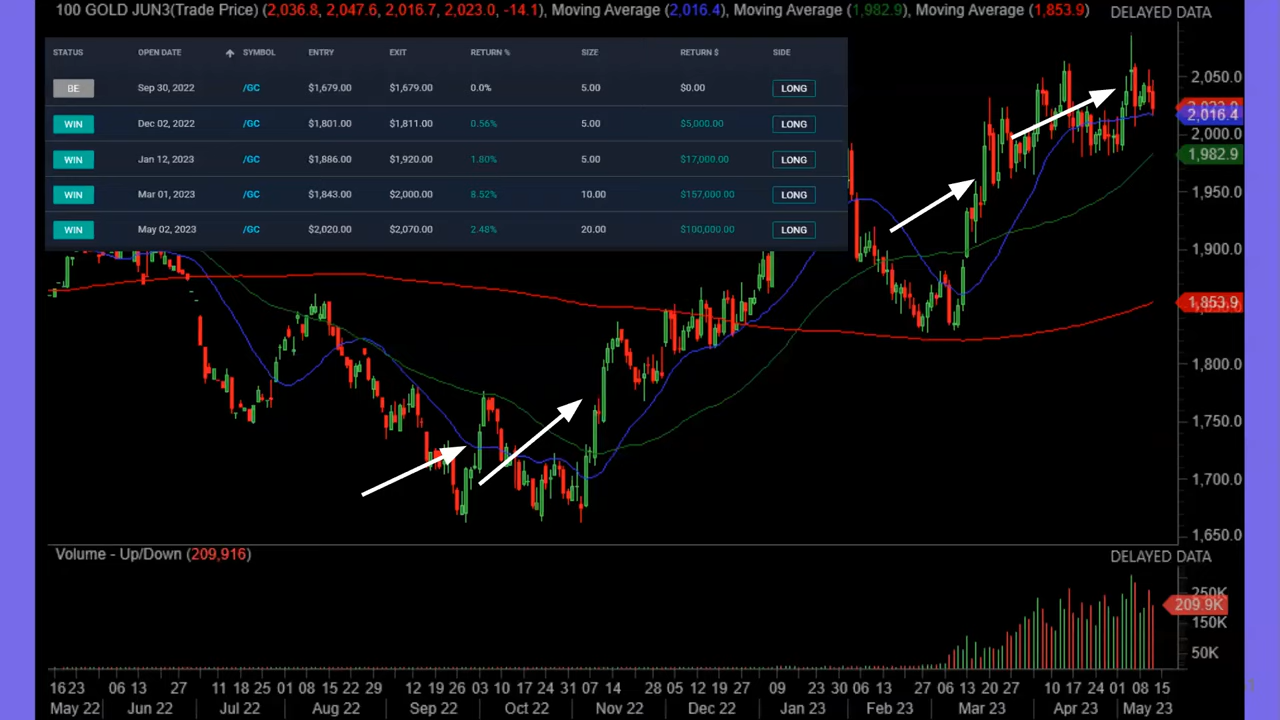 100 GOLD JUN3(Trade Price) (2,036.8, 2,047.6, 2,016.7, 2,023.0, -14.1), Moving Average (2,016.4), Moving Average (1,982.9), Moving Average (1,853.9) DELAYED DATA
STATUS OPEN DATE SYMBOL ENTRY EXIT RETURN % SIZE RETURN $ SIDE
BE Sep 30, 2022 /GC $1,679.00 $1,679.00 0.0% 5.00 $0.00 LONG
WIN Dec 02, 2022 /GC $1,801.00 $1,811.00 0.56% 5.00 $5,000.00 LONG
WIN Jan 12, 2023 /GC $1,886.00 $1,920.00 1.80% 5.00 $17,000.00 LONG
WIN Mar 01, 2023 /GC $1,843.00 $2,000.00 8.52% 10.00 $157,000.00 LONG
WIN May 02, 2023 /GC $2,020.00 $2,070.00 2.48% 20.00 $100,000.00 LONG
2,050.0
2,016.4
2,000.0
1,982.9
1,950.0
1,900.0
1,853.9
1,800.0
1,750.0
1,700.0
1,650.0
Volume - Up/Down (209,916) DELAYED DATA
250K
209.9K
150K
50K
16 23 06 13 27 11 18 25 01 08 15 22 29 12 19 26 03 10 17 24 31 07 14 28 05 12 19 27 09 23 30 06 13 27 06 13 20 27 10 17 24 01 08 15
May 22 Jun 22 Jul 22 Aug 22 Sep 22 Oct 22 Nov 22 Dec 22 Jan 23 Feb 23 Mar 23 Apr 23 May 23